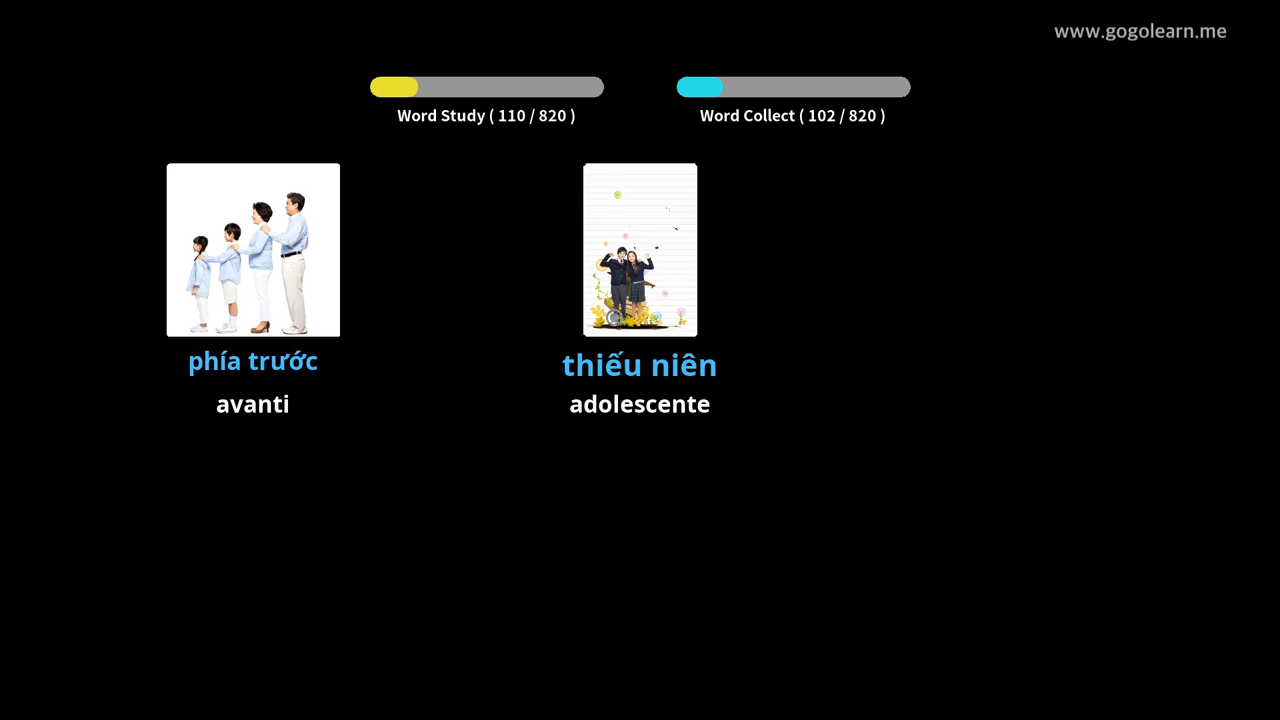 www.gogolearn.me
Word Study ( 110 / 820 )
Word Collect ( 102 / 820 )
phía trước
thiếu niên
avanti
adolescente